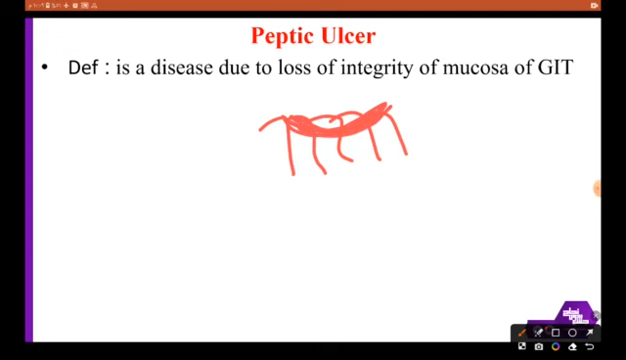 Peptic Ulcer
• Def : is a disease due to loss of integrity of mucosa of GIT